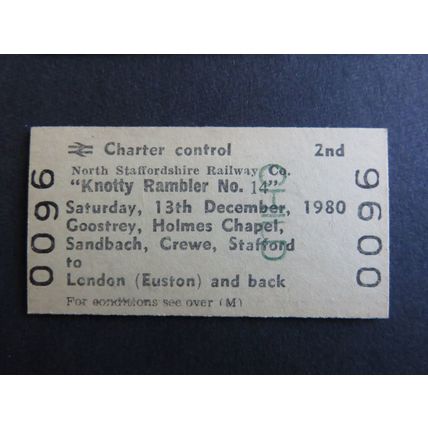 Charter control 2nd
North Staffordshire Railway Co.
"Knotty Rambler No. 14"
Saturday, 13th December, 1980
Goostrey, Holmes Chapel,
Sandbach, Crewe, Stafford
to
London (Euston) and back
For conditions see over (M)
0096
0096
CHILD